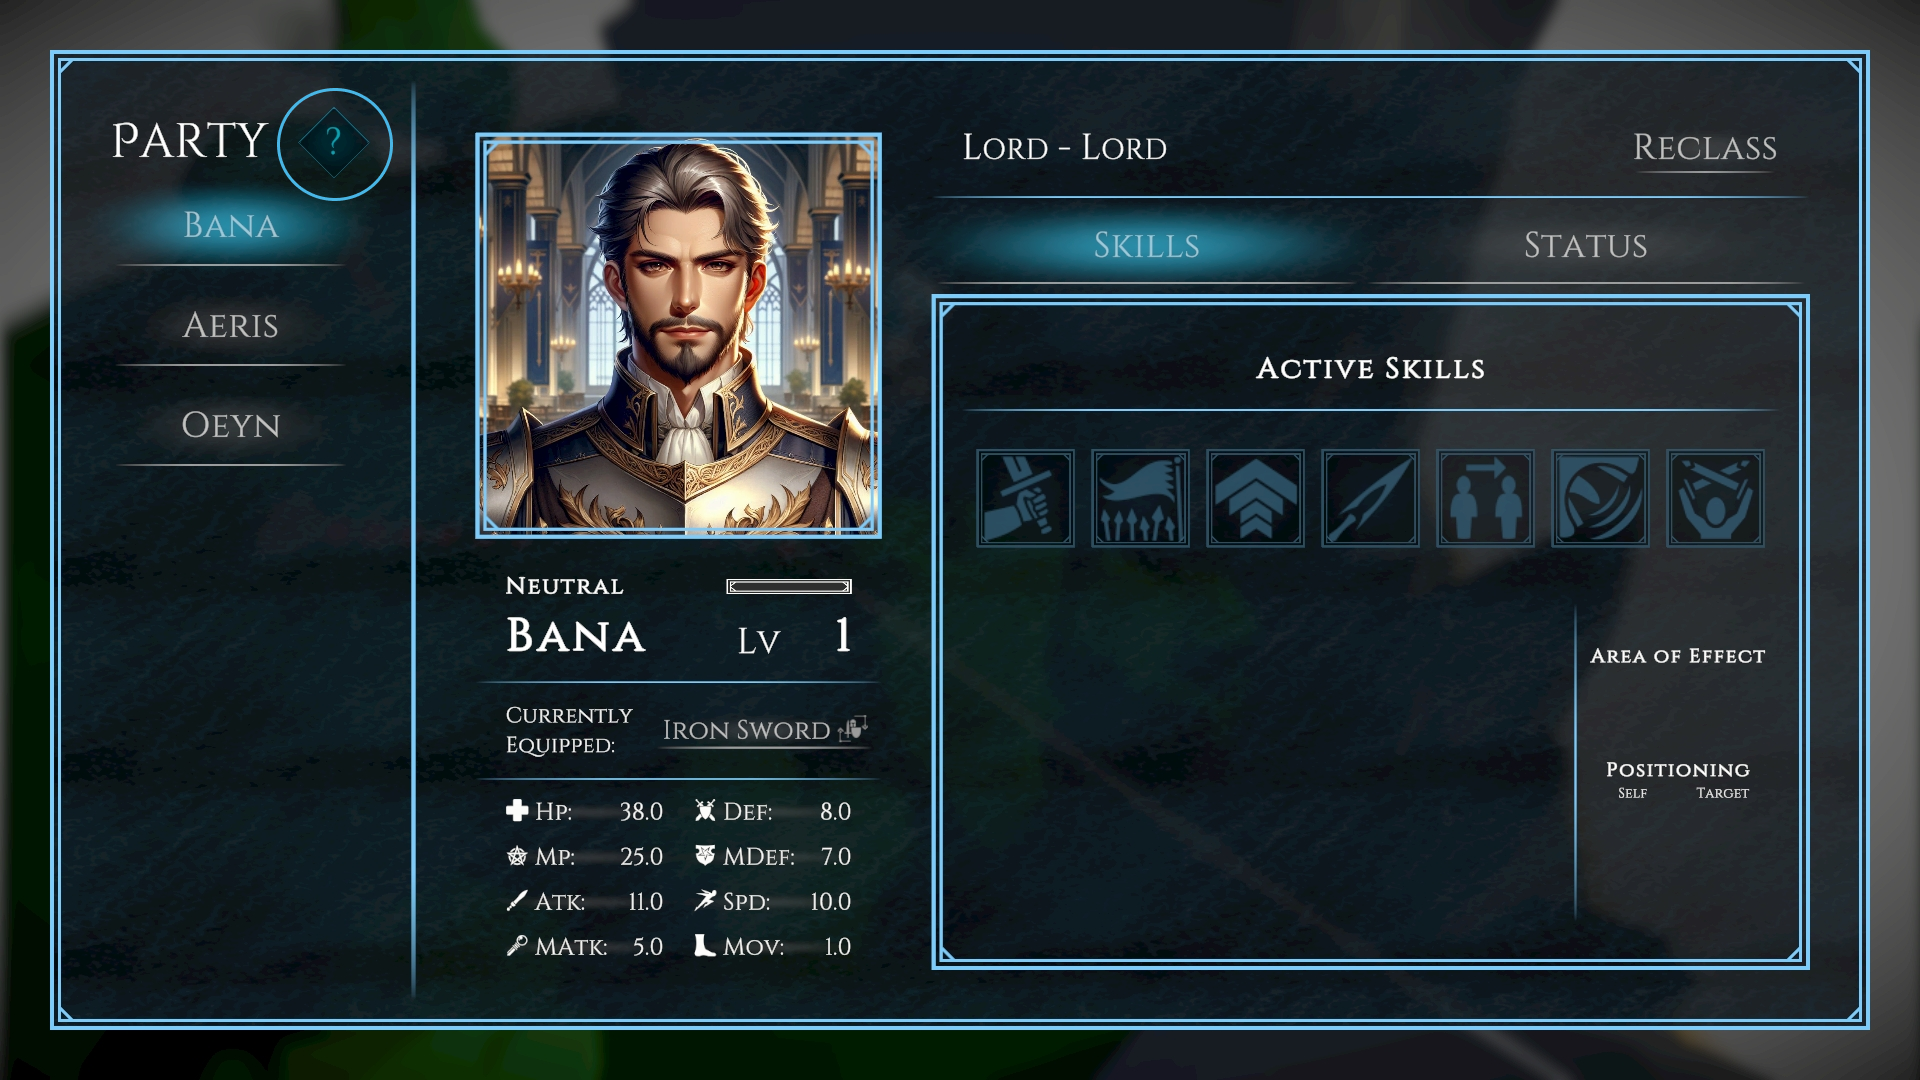 Party ?
Bana
Aeris
Oeyn
Neutral
Bana Lv 1
Currently
Equipped:
Iron Sword
Hp: 38.0 Def: 8.0
Mp: 25.0 MDef: 7.0
Atk: 11.0 Spd: 10.0
MAtk: 5.0 Mov: 1.0
Lord - Lord Reclass
Skills Status
Active Skills
Area of Effect
Positioning
Self Target